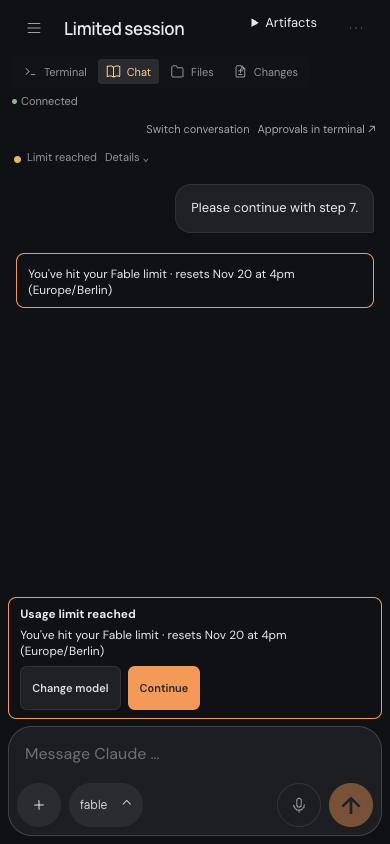 Limited session
Artifacts
Terminal
Chat
Files
Changes
Connected
Switch conversation
Approvals in terminal ↗
Limit reached
Details
Please continue with step 7.
You've hit your Fable limit · resets Nov 20 at 4pm
(Europe/Berlin)
Usage limit reached
You've hit your Fable limit · resets Nov 20 at 4pm
(Europe/Berlin)
Change model
Continue
Message Claude ...
fable